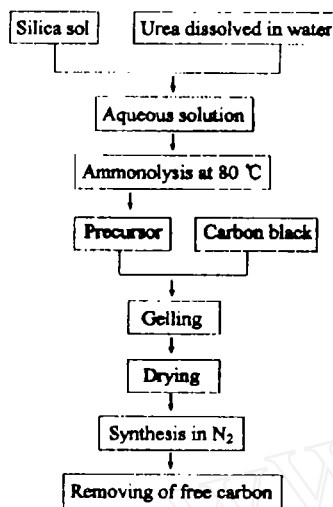 Silica sol
Urea dissolved in water
Aqueous solution
Ammonolysis at 80 ℃
Precursor
Carbon black
Gelling
Drying
Synthesis in N₂
Removing of free carbon